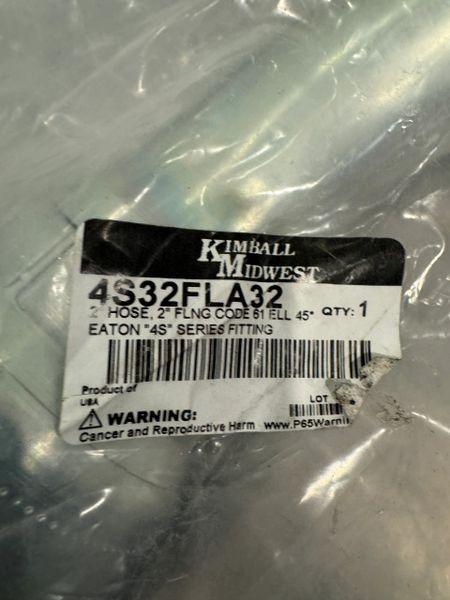 KIMBALL
MIDWEST
4S32FLA32
2" HOSE, 2" FLNG CODE 61 ELL 45° QTY: 1
EATON "4S" SERIES FITTING
Product of
USA
LOT
WARNING:
Cancer and Reproductive Harm www.P65Warni